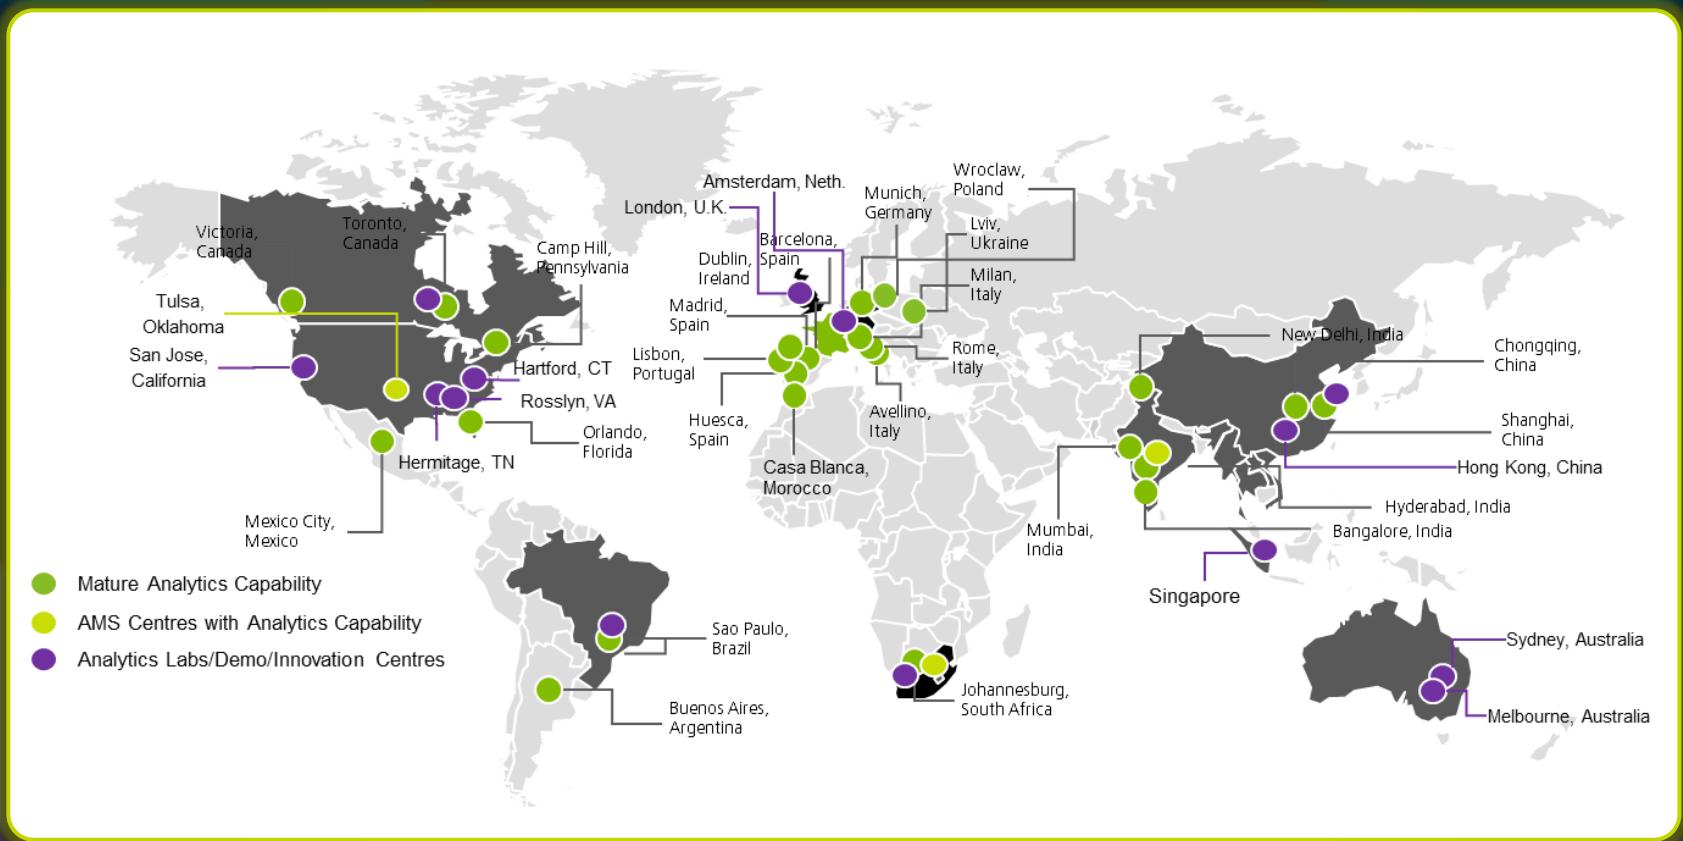 Wroclaw,
Poland
Amsterdam, Neth.
Munich,
Germany
London, U.K.
Lviv,
Ukraine
Toronto,
Canada
Victoria,
Canada
Camp Hill,
Pennsylvania
Barcelona,
Spain
Dublin,
Ireland
Milan,
Italy
Tulsa,
Oklahoma
Madrid,
Spain
New Delhi, India
San Jose,
California
Lisbon,
Portugal
Rome,
Italy
Chongqing,
China
Hartford, CT
Rosslyn, VA
Huesca,
Spain
Avellino,
Italy
Shanghai,
China
Orlando,
Florida
Hermitage, TN
Casa Blanca,
Morocco
Hong Kong, China
Mexico City,
Mexico
Hyderabad, India
Mumbai,
India
Bangalore, India
Singapore
Mature Analytics Capability
AMS Centres with Analytics Capability
Analytics Labs/Demo/Innovation Centres
Sao Paulo,
Brazil
Sydney, Australia
Johannesburg,
South Africa
Buenos Aires,
Argentina
Melbourne, Australia